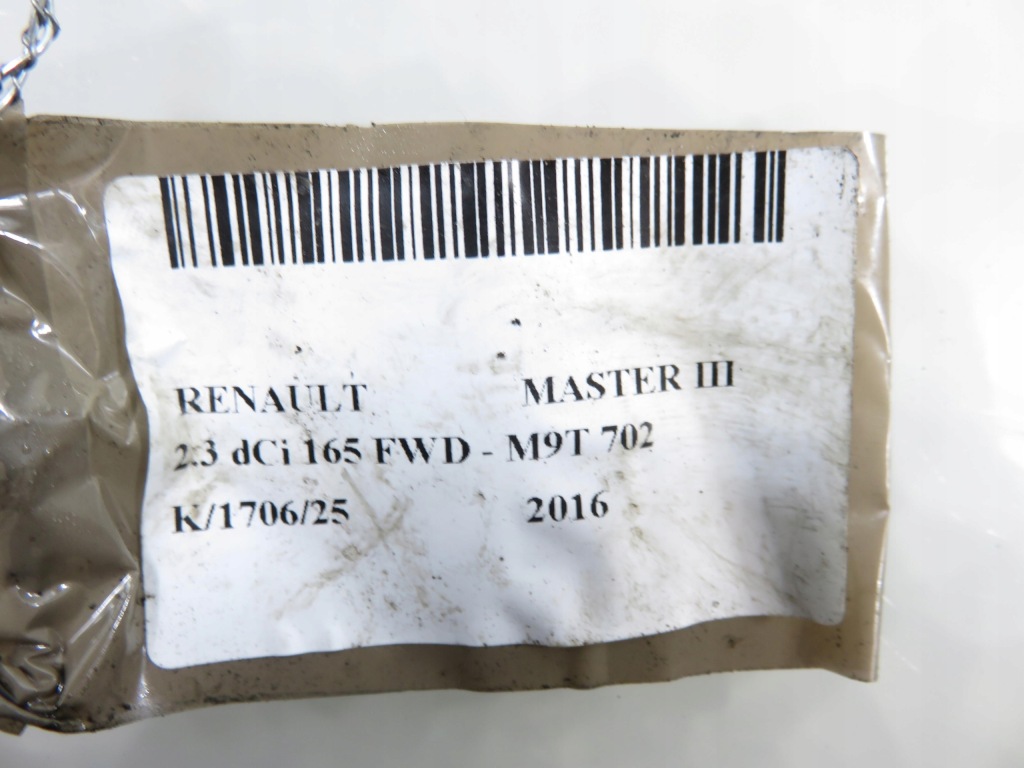 RENAULT MASTER III
2.3 dCi 165 FWD - M9T 702
K/1706/25 2016